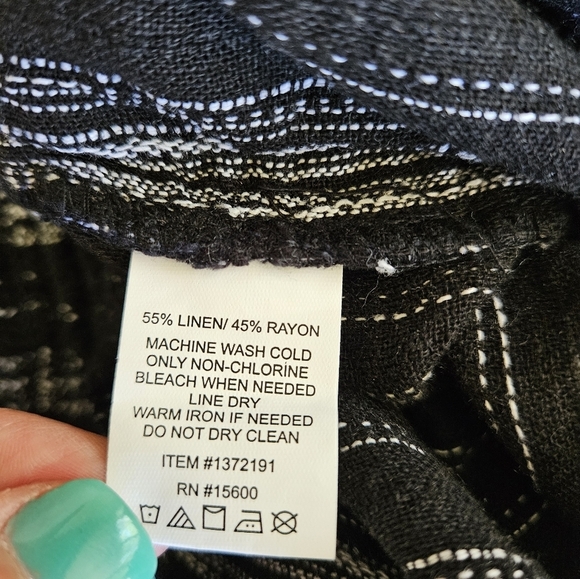 55% LINEN/ 45% RAYON
MACHINE WASH COLD
ONLY NON-CHLORINE
BLEACH WHEN NEEDED
LINE DRY
WARM IRON IF NEEDED
DO NOT DRY CLEAN
ITEM #1372191
RN #15600